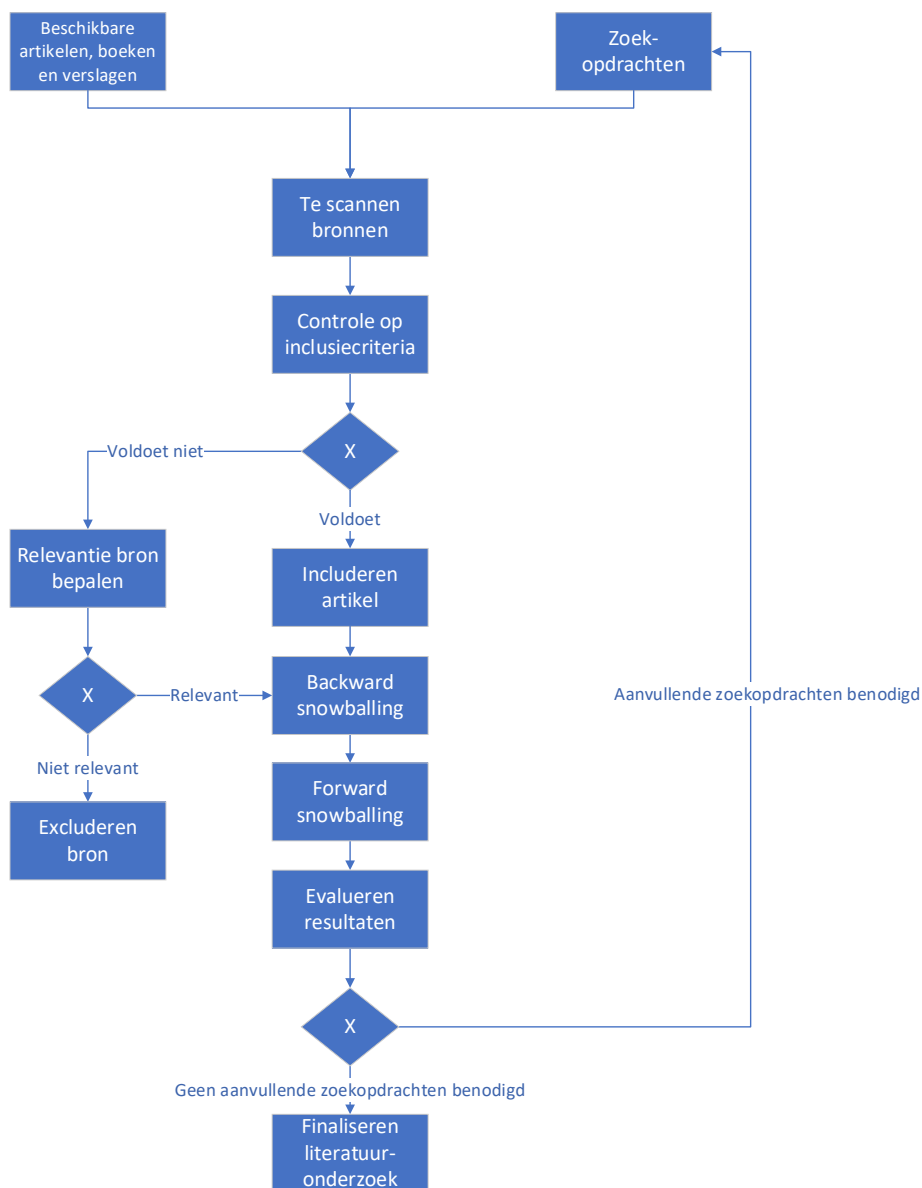 Beschikbare
artikelen, boeken
en verslagen
Zoek-
opdrachten
Te scannen
bronnen
Controle op
inclusiecriteria
X
Voldoet niet
Voldoet
Relevantie bron
bepalen
Includeren
artikel
X
Relevant
Backward
snowballing
Aanvullende zoekopdrachten benodigd
Niet relevant
Forward
snowballing
Excluderen
bron
Evalueren
resultaten
X
Geen aanvullende zoekopdrachten benodigd
Finaliseren
literatuur-
onderzoek